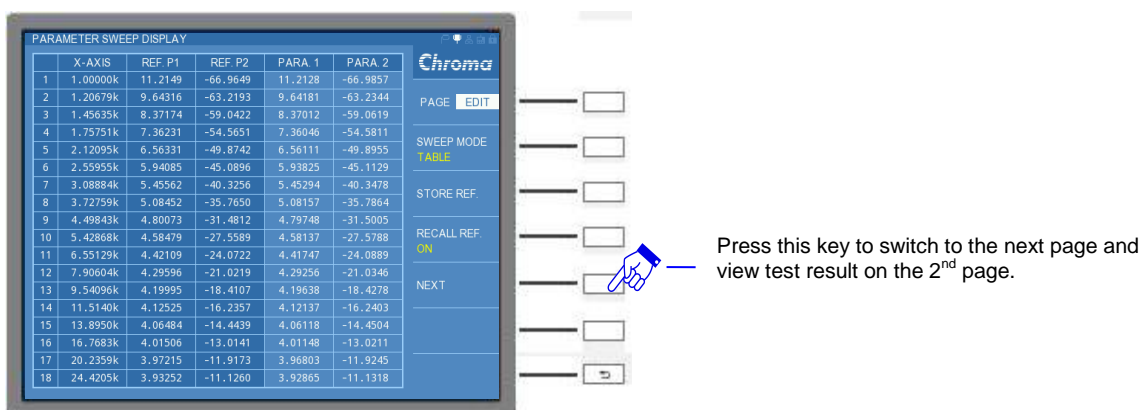 PARAMETER SWEEP DISPLAY
X-AXIS REF. P1 REF. P2 PARA. 1 PARA. 2
1 1.00000k 11.2149 -66.9649 11.2128 -66.9857
2 1.20679k 9.64316 -63.2193 9.64181 -63.2344
3 1.45635k 8.37174 -59.0422 8.37012 -59.0619
4 1.75751k 7.36231 -54.5651 7.36046 -54.5811
5 2.12095k 6.56331 -49.8742 6.56111 -49.8955
6 2.55955k 5.94085 -45.0896 5.93825 -45.1129
7 3.08884k 5.45562 -40.3256 5.45294 -40.3478
8 3.72759k 5.08452 -35.7650 5.08157 -35.7864
9 4.49843k 4.80073 -31.4812 4.79748 -31.5005
10 5.42868k 4.58479 -27.5589 4.58137 -27.5788
11 6.55129k 4.42109 -24.0722 4.41747 -24.0889
12 7.90604k 4.29596 -21.0219 4.29256 -21.0346
13 9.54096k 4.19995 -18.4107 4.19638 -18.4278
14 11.5140k 4.12525 -16.2357 4.12137 -16.2403
15 13.8950k 4.06484 -14.4439 4.06118 -14.4504
16 16.7683k 4.01506 -13.0141 4.01148 -13.0211
17 20.2359k 3.97215 -11.9173 3.96803 -11.9245
18 24.4205k 3.93252 -11.1260 3.92865 -11.1318
Chroma
PAGE EDIT
SWEEP MODE
TABLE
STORE REF.
RECALL REF.
ON
NEXT
Press this key to switch to the next page and
view test result on the 2nd page.